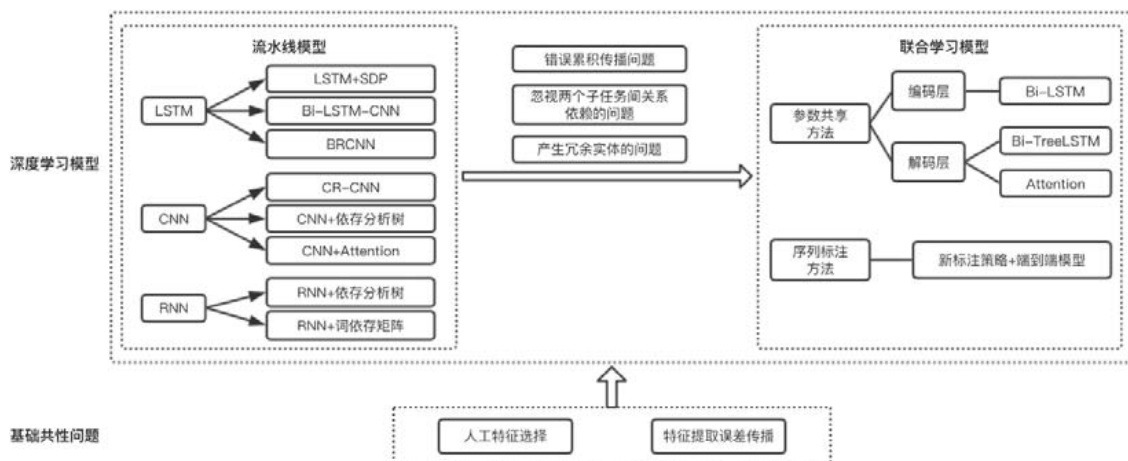 深度学习模型
流水线模型
LSTM
LSTM+SDP
Bi-LSTM-CNN
BRCNN
CNN
CR-CNN
CNN+依存分析树
CNN+Attention
RNN
RNN+依存分析树
RNN+词依存矩阵
错误累积传播问题
忽视两个子任务间关系
依赖的问题
产生冗余实体的问题
联合学习模型
参数共享
方法
编码层
Bi-LSTM
解码层
Bi-TreeLSTM
Attention
序列标注
方法
新标注策略+端到端模型
基础共性问题
人工特征选择
特征提取误差传播